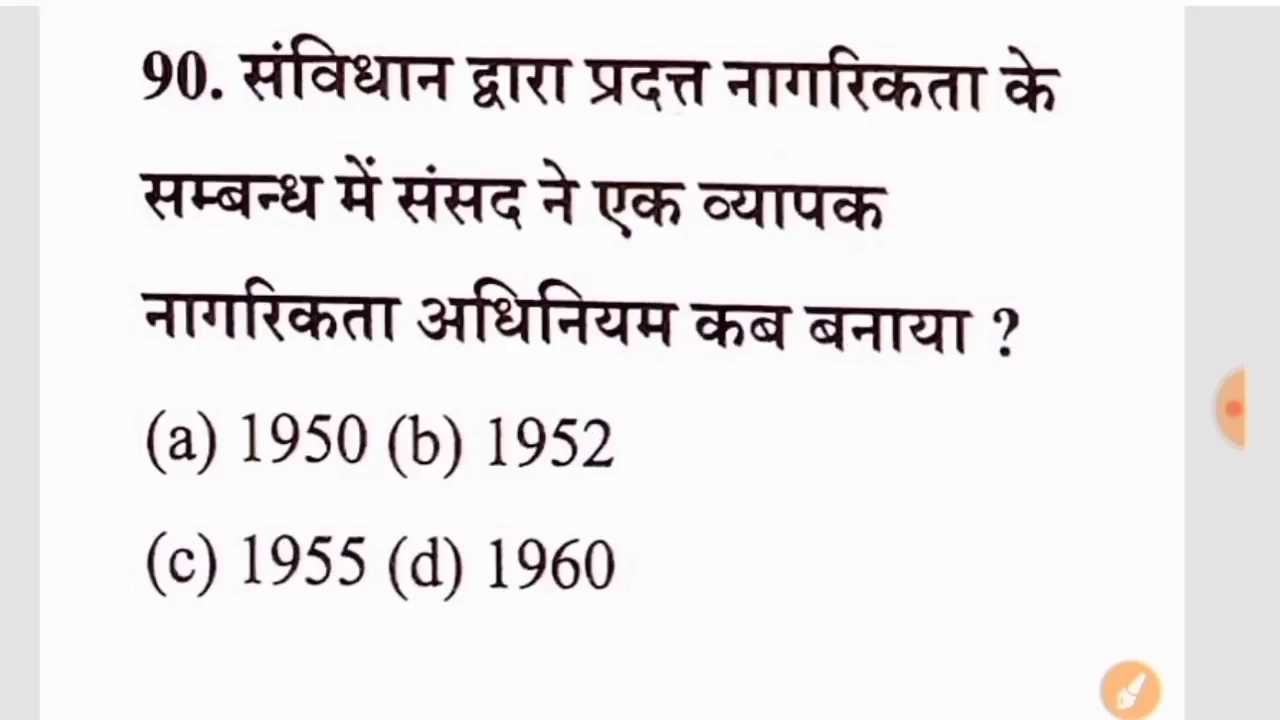 90. संविधान द्वारा प्रदत्त नागरिकता के
सम्बन्ध में संसद ने एक व्यापक
नागरिकता अधिनियम कब बनाया ?
(a) 1950 (b) 1952
(c) 1955 (d) 1960